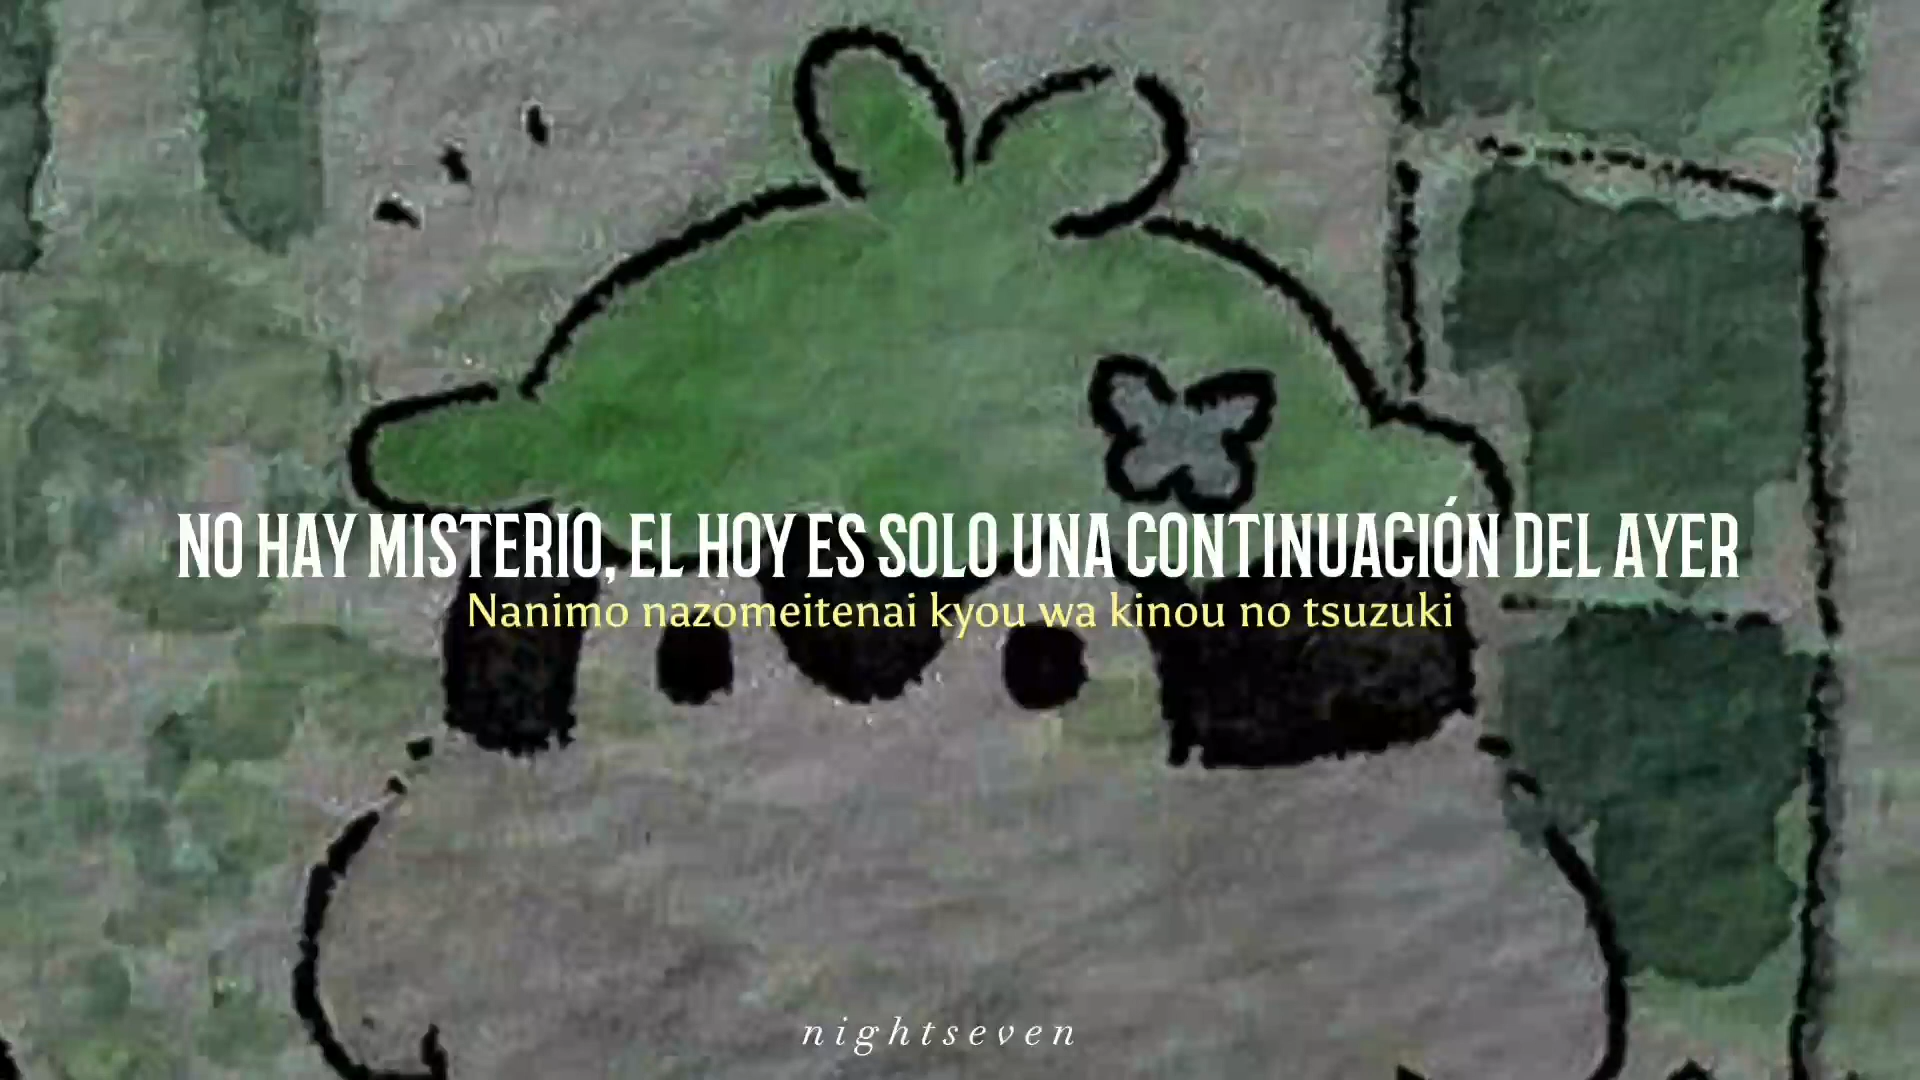 NO HAY MISTERIO, EL HOY ES SOLO UNA CONTINUACIÓN DEL AYER
Nanimo nazomeitenai kyou wa kinou no tsuzuki
nightseven